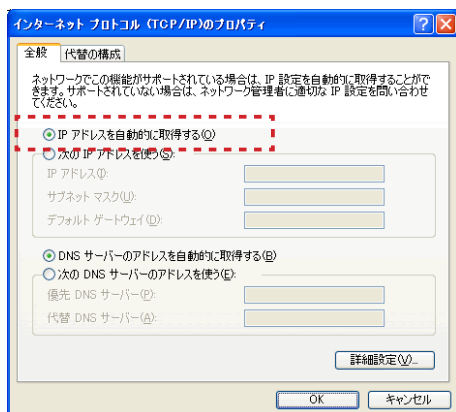 インターネット プロトコル (TCP/IP)のプロパティ
全般
代替の構成
ネットワークでこの機能がサポートされている場合は、IP 設定を自動的に取得することがで
きます。サポートされていない場合は、ネットワーク管理者に適切な IP 設定を問い合わせ
てください。
IP アドレスを自動的に取得する(O)
次の IP アドレスを使う(S):
IP アドレス(I):
サブネット マスク(U):
デフォルト ゲートウェイ(D):
DNS サーバーのアドレスを自動的に取得する(B)
次の DNS サーバーのアドレスを使う(E):
優先 DNS サーバー(P):
代替 DNS サーバー(A):
詳細設定(V)...
OK
キャンセル